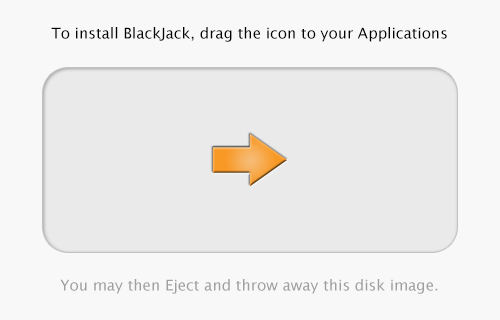 To install BlackJack, drag the icon to your Applications
You may then Eject and throw away this disk image.